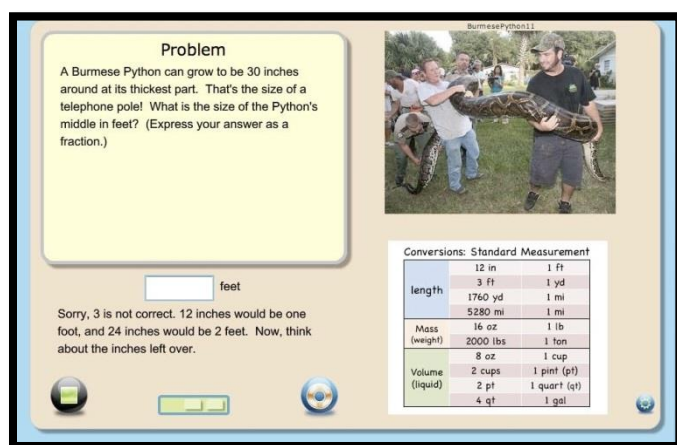 BurmesePython11
Problem
A Burmese Python can grow to be 30 inches
around at its thickest part. That's the size of a
telephone pole! What is the size of the Python's
middle in feet? (Express your answer as a
fraction.)
feet
Sorry, 3 is not correct. 12 inches would be one
foot, and 24 inches would be 2 feet. Now, think
about the inches left over.
Conversions: Standard Measurement
length
12 in 1 ft
3 ft 1 yd
1760 yd 1 mi
5280 mi 1 mi
Mass
(weight)
16 oz 1 lb
2000 lbs 1 ton
Volume
(liquid)
8 oz 1 cup
2 cups 1 pint (pt)
2 pt 1 quart (qt)
4 qt 1 gal